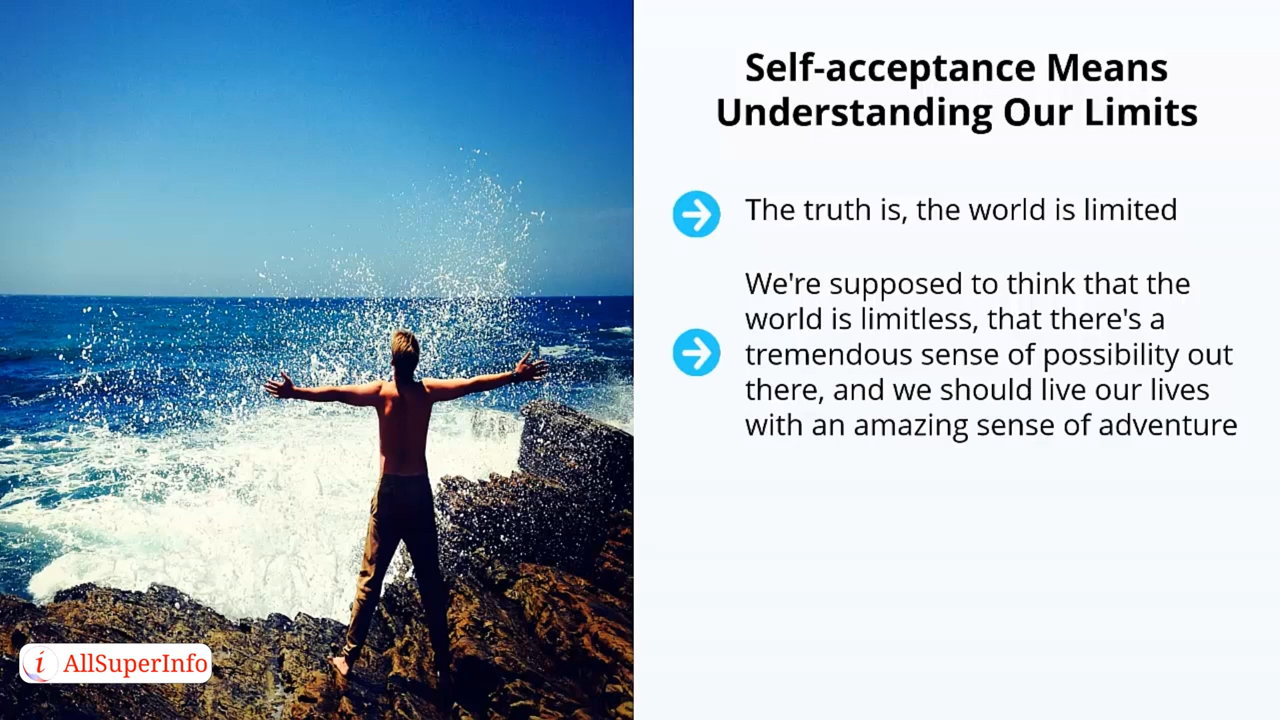 Self-acceptance Means
Understanding Our Limits
The truth is, the world is limited
We're supposed to think that the
world is limitless, that there's a
tremendous sense of possibility out
there, and we should live our lives
with an amazing sense of adventure
i AllSuperInfo